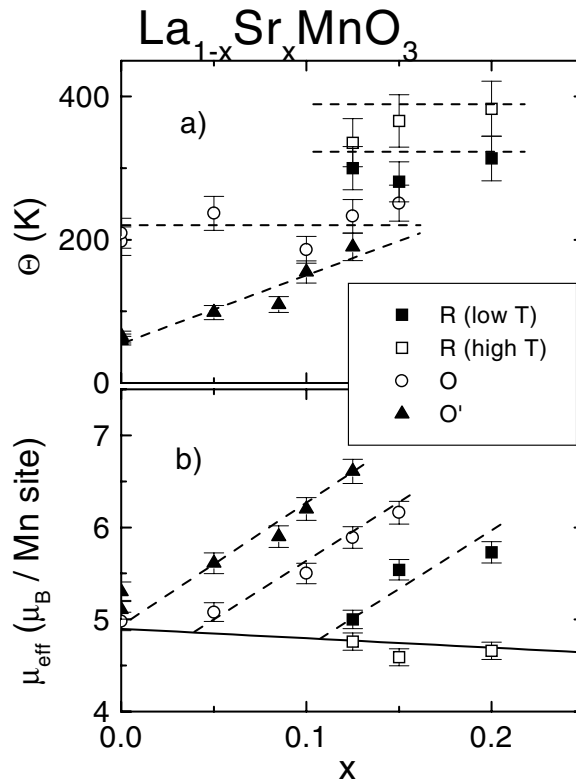 La₁₋ₓSrₓMnO₃
a)
400
200
0
Θ (K)
R (low T)
R (high T)
O
O'
b)
7
6
5
4
μeff (μB / Mn site)
0.0 0.1 0.2
x